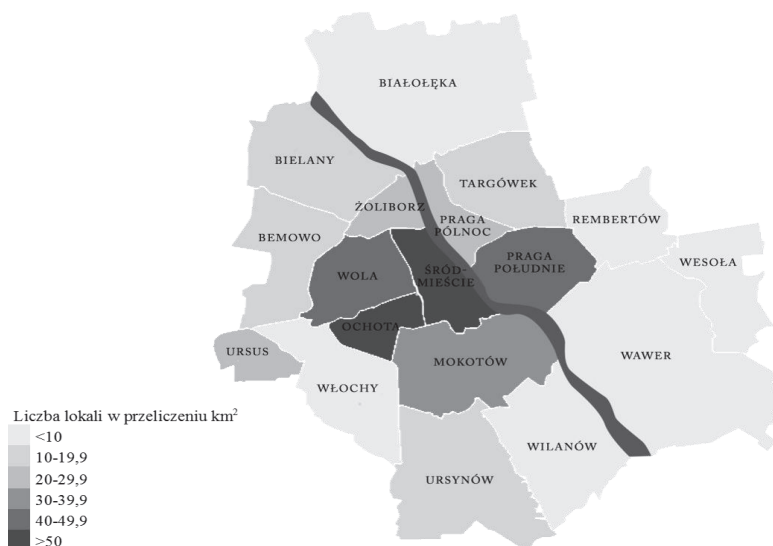 BIAŁOŁĘKA
BIELANY
TARGÓWEK
ŻOLIBORZ
PRAGA
PÓLNOC
REMBERTÓW
BEMOWO
WESOŁA
WOLA
ŚRÓD-
MIEŚCIE
PRAGA
POŁUDNIE
OCHOTA
URSUS
MOKOTÓW
WAWER
WŁOCHY
WILANÓW
URSYNÓW
Liczba lokali w przeliczeniu km²
<10
10-19,9
20-29,9
30-39,9
40-49,9
>50